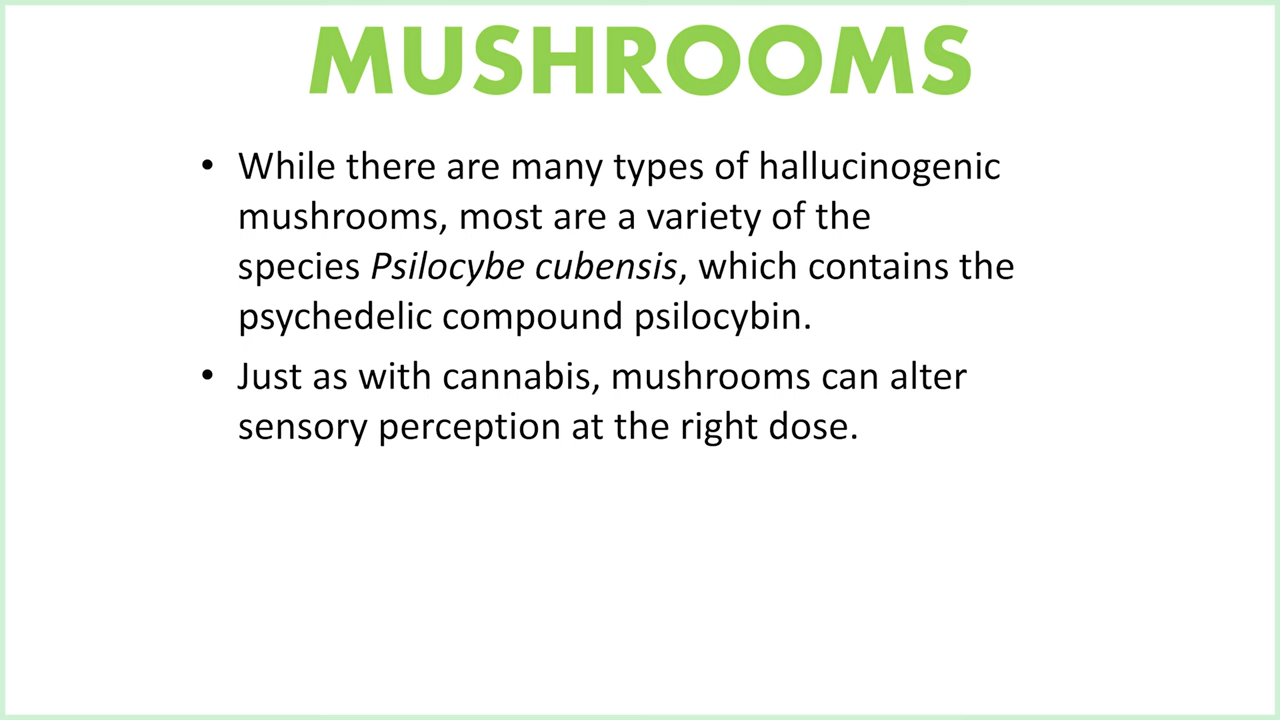 MUSHROOMS
• While there are many types of hallucinogenic
mushrooms, most are a variety of the
species Psilocybe cubensis, which contains the
psychedelic compound psilocybin.
• Just as with cannabis, mushrooms can alter
sensory perception at the right dose.